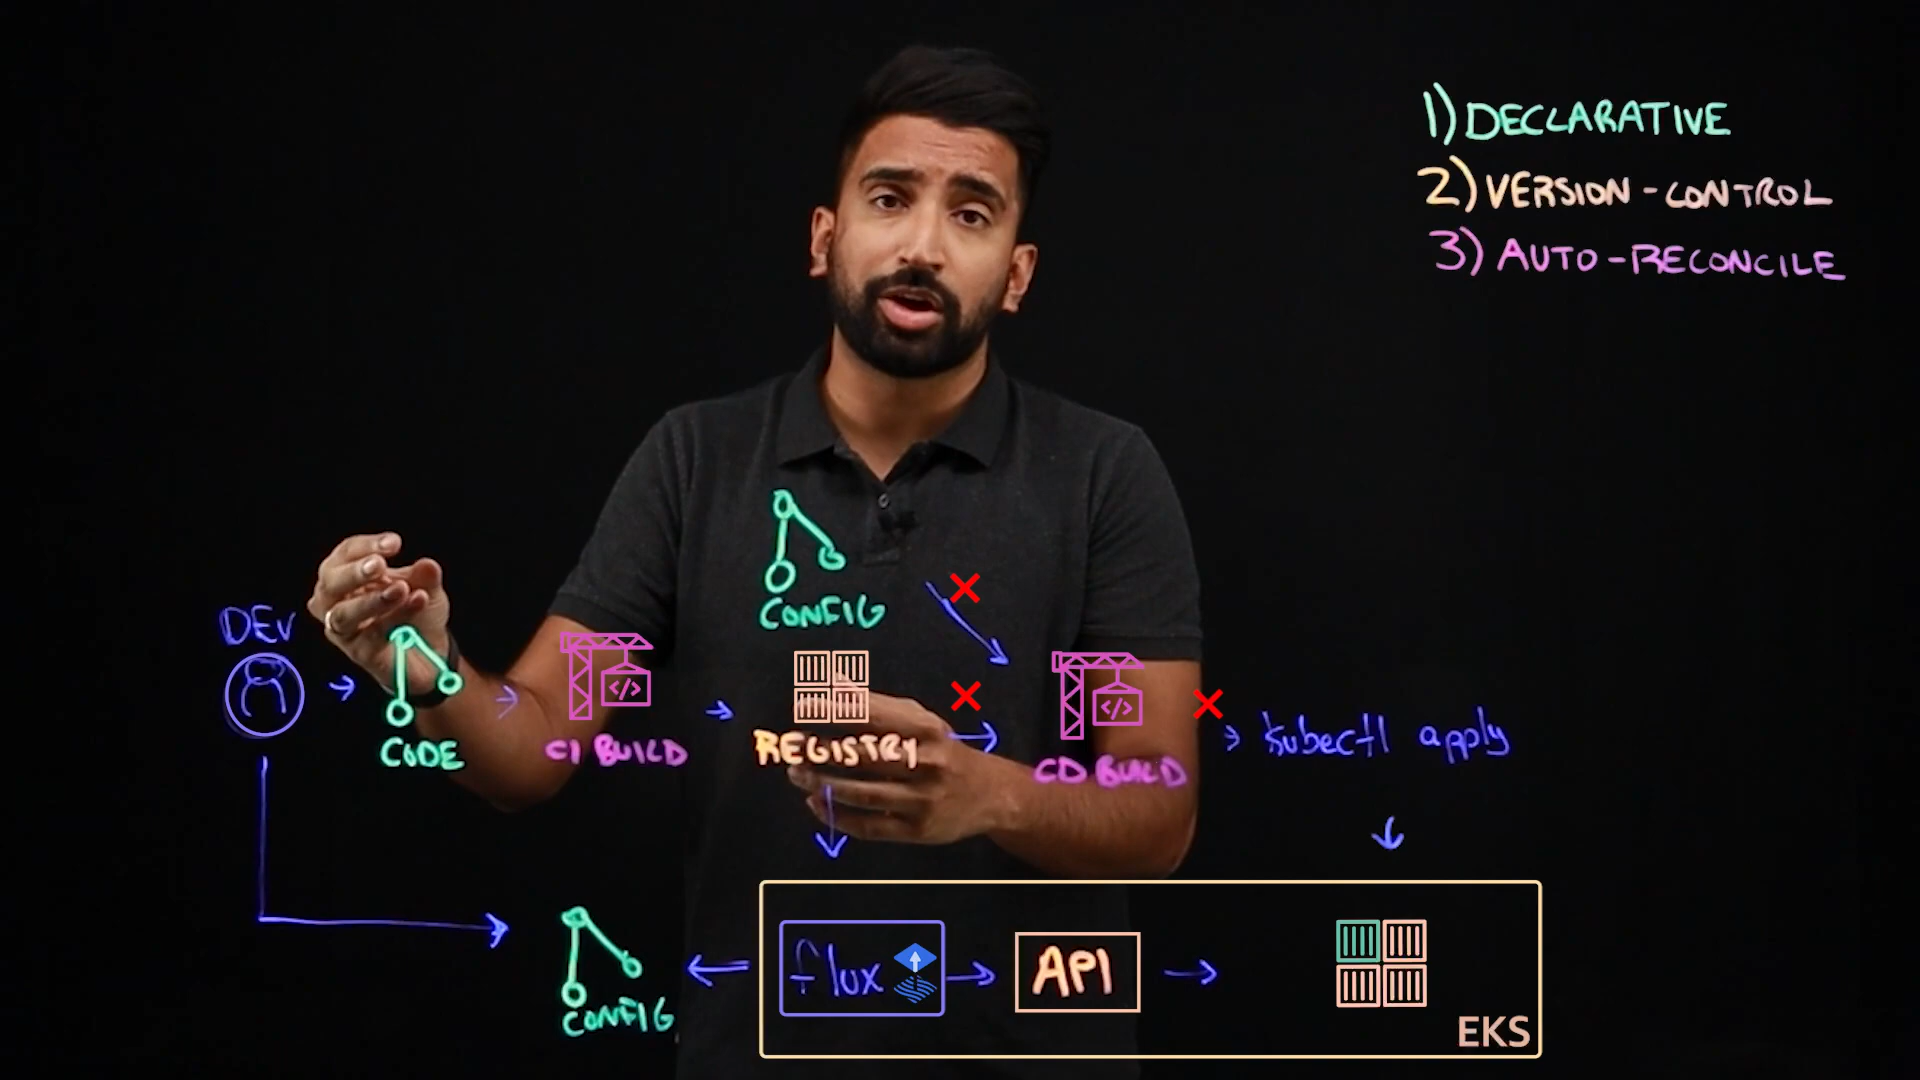 1) DECLARATIVE
2) VERSION-CONTROL
3) AUTO-RECONCILE
CONFIG
DEV
</>
</>
CODE
CI BUILD
REGISTRY
CD BUILD
kubectl apply
flux
API
CONFIG
EKS